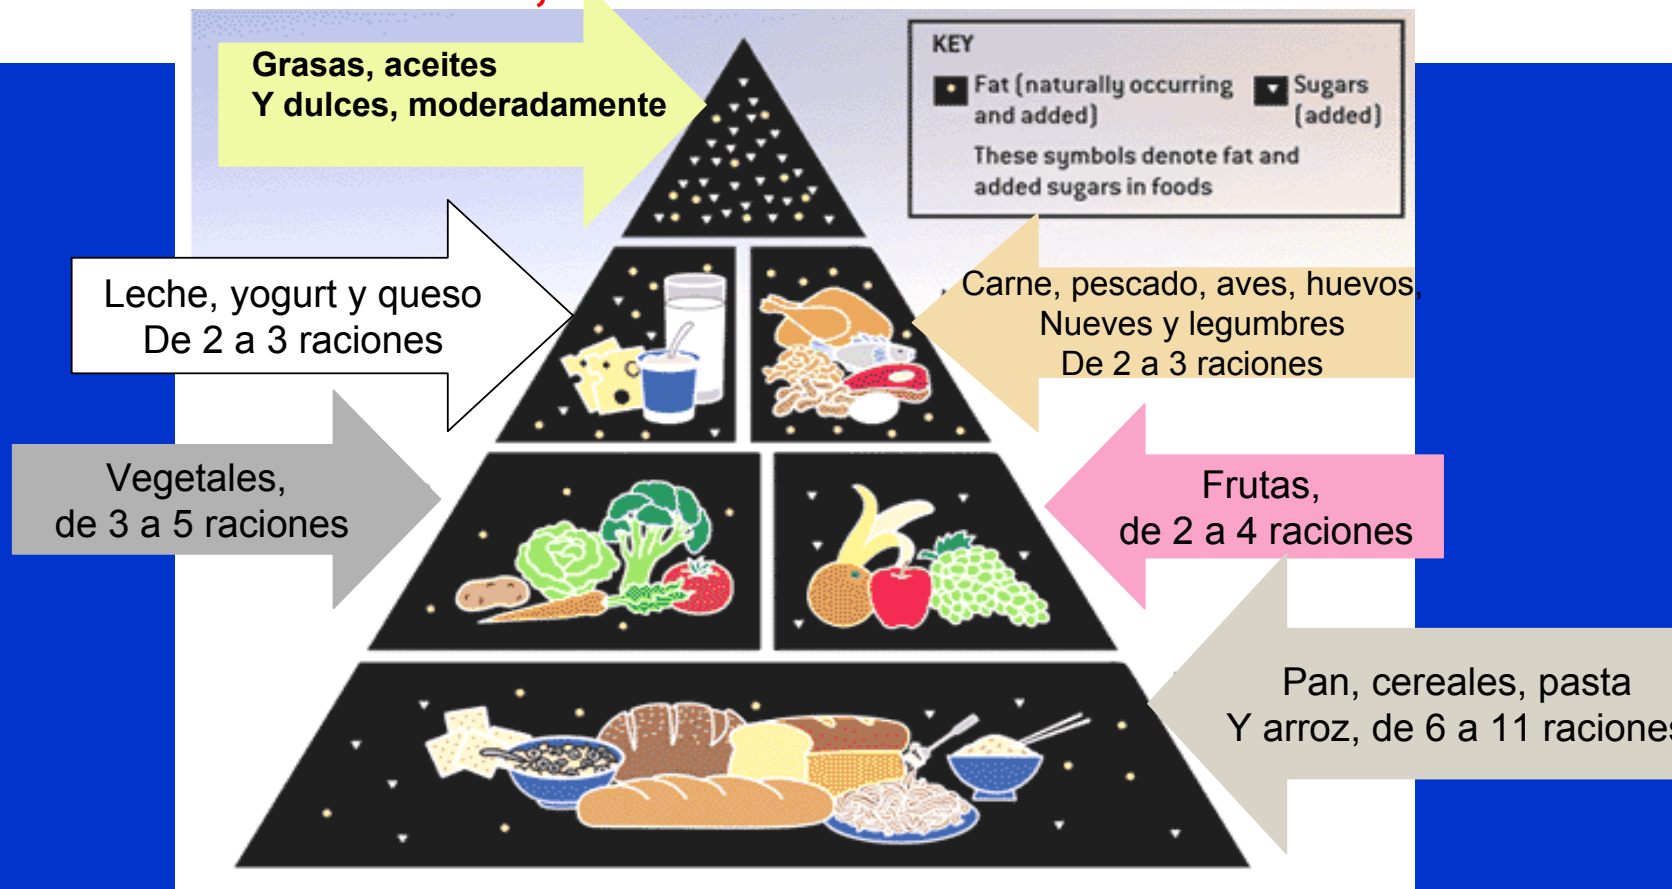 Grasas, aceites
Y dulces, moderadamente
KEY
Fat (naturally occurring
and added)
Sugars
(added)
These symbols denote fat and
added sugars in foods
Leche, yogurt y queso
De 2 a 3 raciones
Carne, pescado, aves, huevos,
Nueves y legumbres
De 2 a 3 raciones
Vegetales,
de 3 a 5 raciones
Frutas,
de 2 a 4 raciones
Pan, cereales, pasta
Y arroz, de 6 a 11 raciones